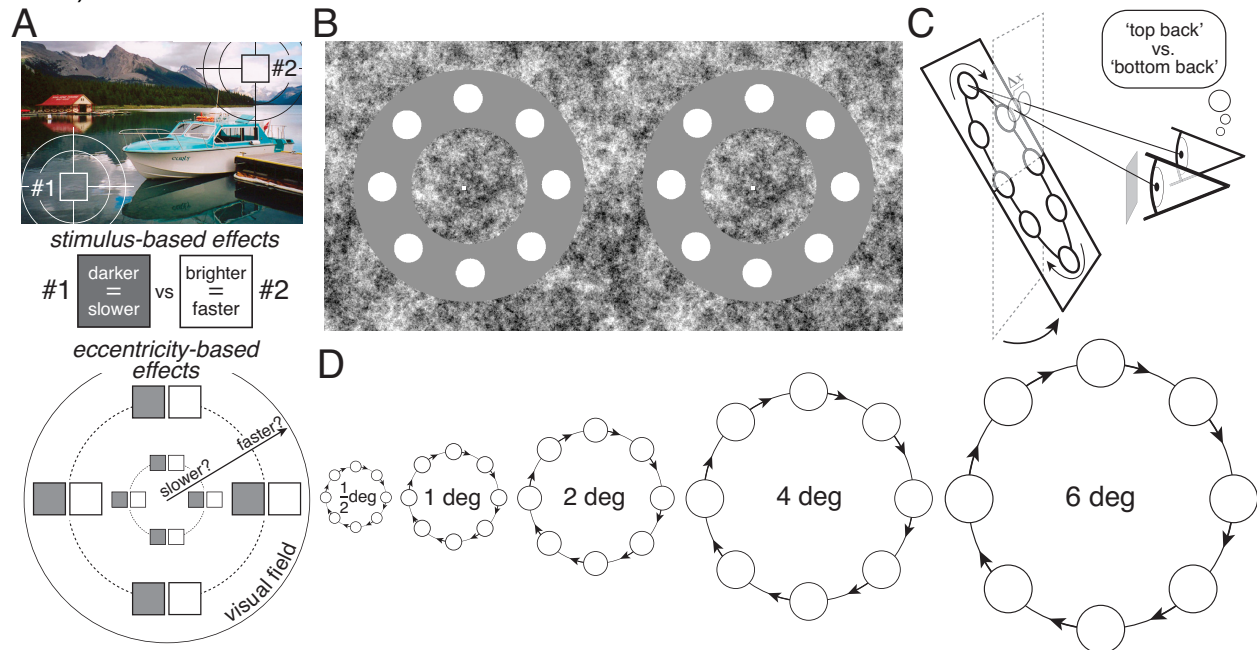 A
#2
#1
stimulus-based effects
#1
darker
=
slower
vs
brighter
=
faster
#2
eccentricity-based
effects
slower?
faster?
visual field
B
C
'top back'
vs.
'bottom back'
Δx
D
1/2 deg
1 deg
2 deg
4 deg
6 deg